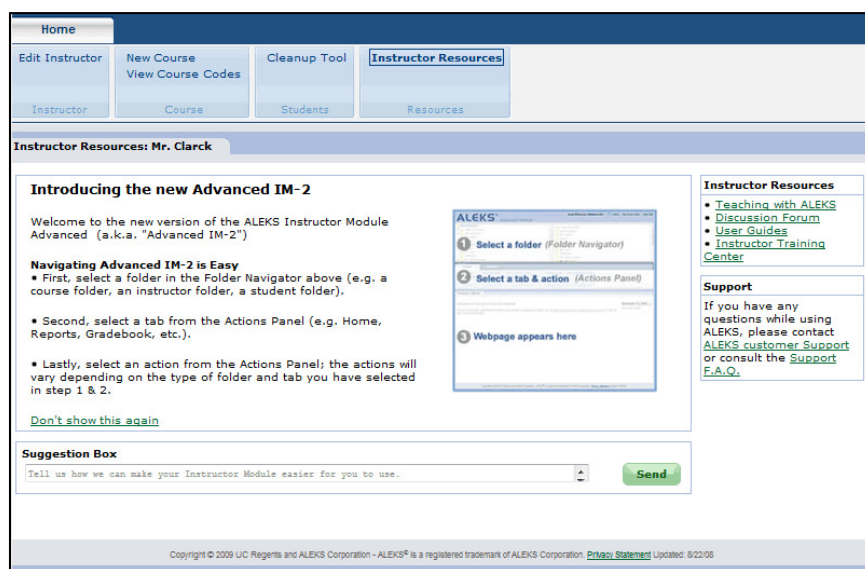 Home
Edit Instructor
New Course
View Course Codes
Cleanup Tool
Instructor Resources
Instructor
Course
Students
Resources
Instructor Resources: Mr. Clarck
Introducing the new Advanced IM-2
Welcome to the new version of the ALEKS Instructor Module
Advanced (a.k.a. "Advanced IM-2")
Navigating Advanced IM-2 is Easy
• First, select a folder in the Folder Navigator above (e.g. a
course folder, an instructor folder, a student folder).
• Second, select a tab from the Actions Panel (e.g. Home,
Reports, Gradebook, etc.).
• Lastly, select an action from the Actions Panel; the actions will
vary depending on the type of folder and tab you have selected
in step 1 & 2.
Don't show this again
ALEKS
1 Select a folder (Folder Navigator)
2 Select a tab & action (Actions Panel)
3 Webpage appears here
Instructor Resources
• Teaching with ALEKS
• Discussion Forum
• User Guides
• Instructor Training
Center
Support
If you have any
questions while using
ALEKS, please contact
ALEKS customer Support
or consult the Support
F.A.Q.
Suggestion Box
Tell us how we can make your Instructor Module easier for you to use.
Send
Copyright © 2009 UC Regents and ALEKS Corporation - ALEKS® is a registered trademark of ALEKS Corporation. Privacy Statement Updated: 8/22/08